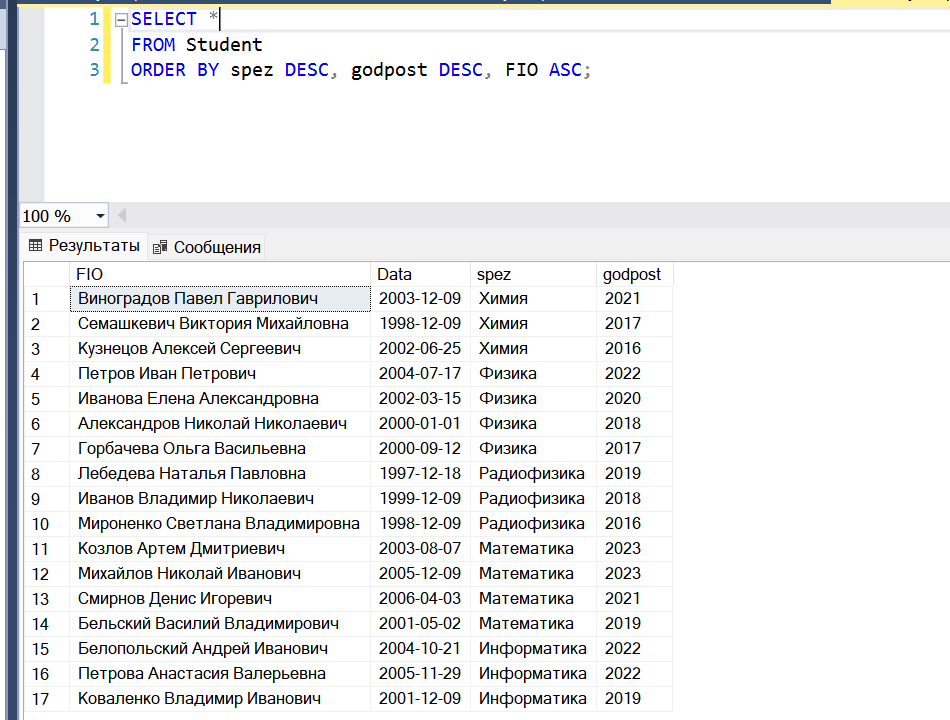 1 SELECT *
2 FROM Student
3 ORDER BY spez DESC, godpost DESC, FIO ASC;
100 %
Результаты Сообщения
FIO Data spez godpost
1 Виноградов Павел Гаврилович 2003-12-09 Химия 2021
2 Семашкевич Виктория Михайловна 1998-12-09 Химия 2017
3 Кузнецов Алексей Сергеевич 2002-06-25 Химия 2016
4 Петров Иван Петрович 2004-07-17 Физика 2022
5 Иванова Елена Александровна 2002-03-15 Физика 2020
6 Александров Николай Николаевич 2000-01-01 Физика 2018
7 Горбачева Ольга Васильевна 2000-09-12 Физика 2017
8 Лебедева Наталья Павловна 1997-12-18 Радиофизика 2019
9 Иванов Владимир Николаевич 1999-12-09 Радиофизика 2018
10 Мироненко Светлана Владимировна 1998-12-09 Радиофизика 2016
11 Козлов Артем Дмитриевич 2003-08-07 Математика 2023
12 Михайлов Николай Иванович 2005-12-09 Математика 2023
13 Смирнов Денис Игоревич 2006-04-03 Математика 2021
14 Бельский Василий Владимирович 2001-05-02 Математика 2019
15 Белопольский Андрей Иванович 2004-10-21 Информатика 2022
16 Петрова Анастасия Валерьевна 2005-11-29 Информатика 2022
17 Коваленко Владимир Иванович 2001-12-09 Информатика 2019